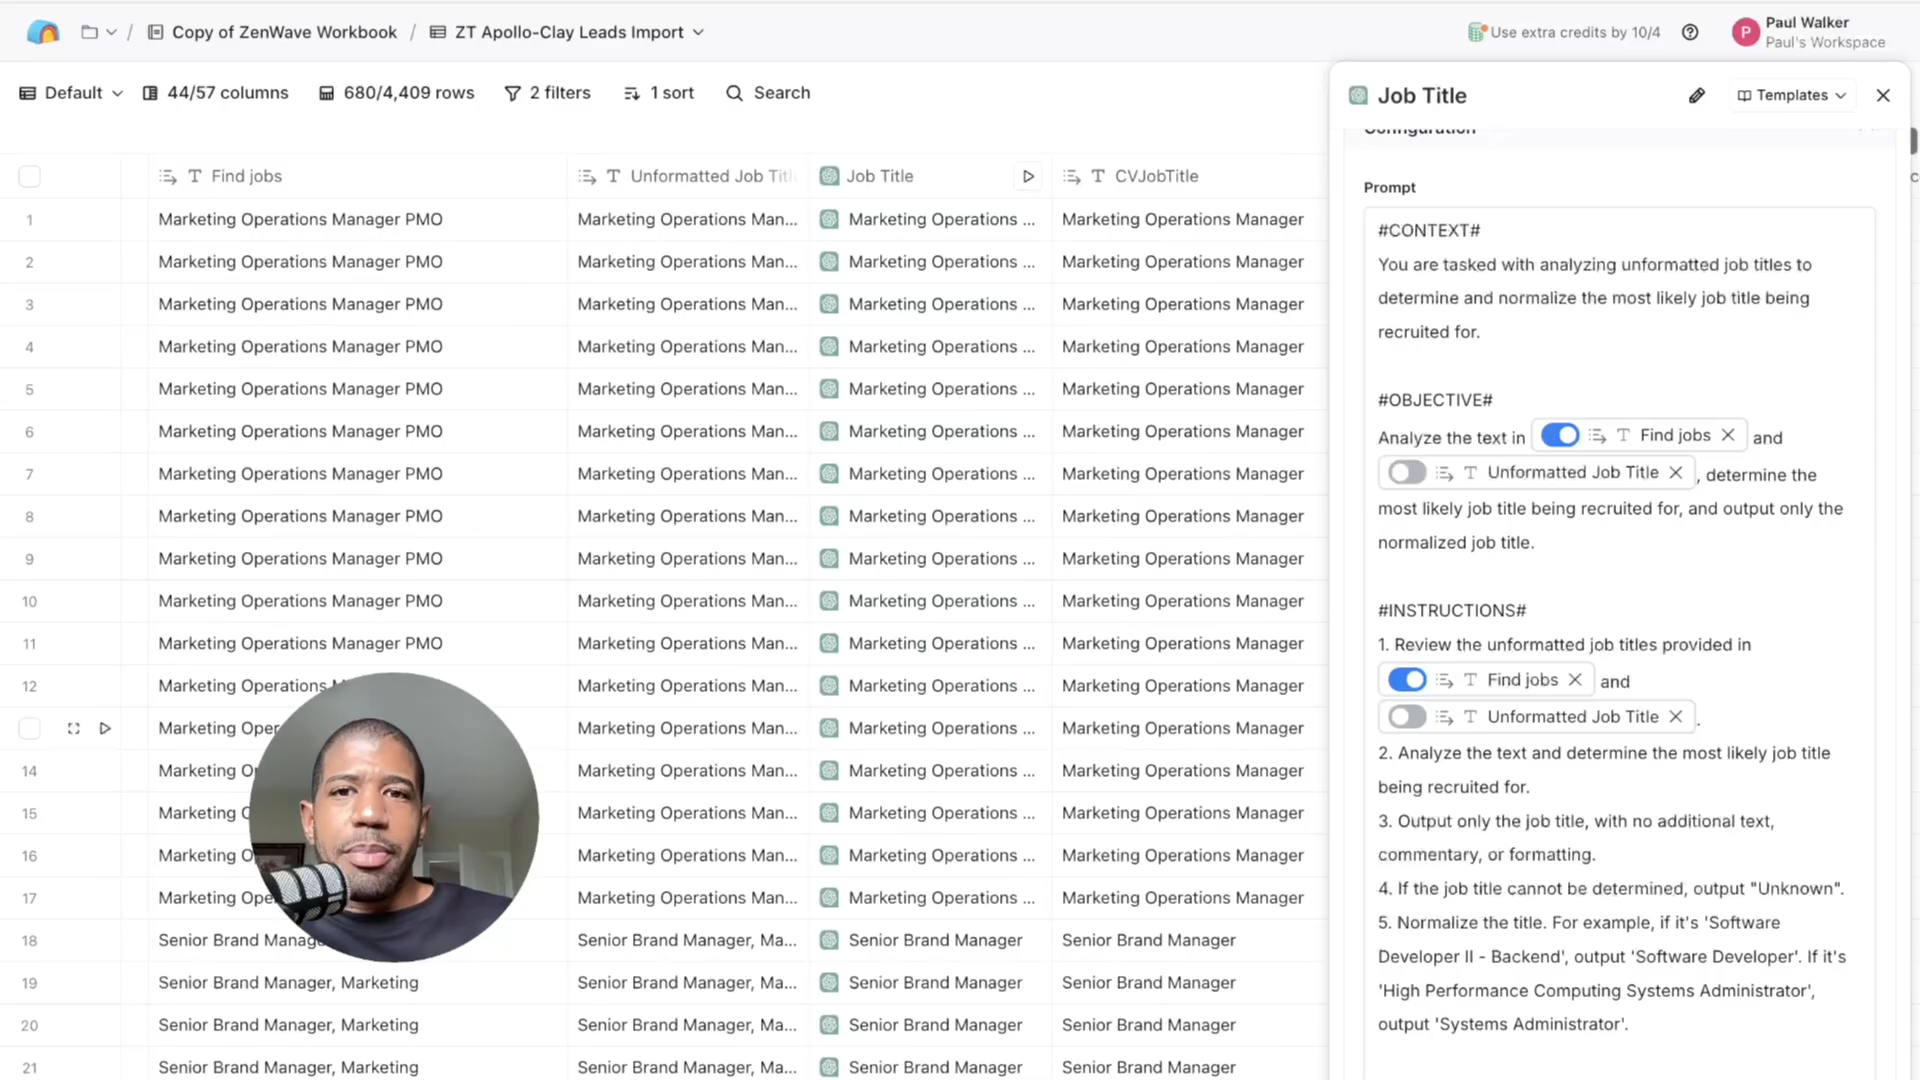 Copy of ZenWave Workbook / ZT Apollo-Clay Leads Import
Use extra credits by 10/4
P
Paul Walker
Paul's Workspace
Default
44/57 columns
680/4,409 rows
2 filters
1 sort
Search
Job Title
Templates
Configuration
Find jobs
Unformatted Job Titl
Job Title
CVJobTitle
1 Marketing Operations Manager PMO Marketing Operations Man... Marketing Operations ... Marketing Operations Manager
2 Marketing Operations Manager PMO Marketing Operations Man... Marketing Operations ... Marketing Operations Manager
3 Marketing Operations Manager PMO Marketing Operations Man... Marketing Operations ... Marketing Operations Manager
4 Marketing Operations Manager PMO Marketing Operations Man... Marketing Operations ... Marketing Operations Manager
5 Marketing Operations Manager PMO Marketing Operations Man... Marketing Operations ... Marketing Operations Manager
6 Marketing Operations Manager PMO Marketing Operations Man... Marketing Operations ... Marketing Operations Manager
7 Marketing Operations Manager PMO Marketing Operations Man... Marketing Operations ... Marketing Operations Manager
8 Marketing Operations Manager PMO Marketing Operations Man... Marketing Operations ... Marketing Operations Manager
9 Marketing Operations Manager PMO Marketing Operations Man... Marketing Operations ... Marketing Operations Manager
10 Marketing Operations Manager PMO Marketing Operations Man... Marketing Operations ... Marketing Operations Manager
11 Marketing Operations Manager PMO Marketing Operations Man... Marketing Operations ... Marketing Operations Manager
12 Marketing Operations Marketing Operations Man... Marketing Operations ... Marketing Operations Manager
Marketing Oper Marketing Operations Man... Marketing Operations ... Marketing Operations Manager
14 Marketing Op Marketing Operations Man... Marketing Operations ... Marketing Operations Manager
15 Marketing O Marketing Operations Man... Marketing Operations ... Marketing Operations Manager
16 Marketing O Marketing Operations Man... Marketing Operations ... Marketing Operations Manager
17 Marketing Ope Marketing Operations Man... Marketing Operations ... Marketing Operations Manager
18 Senior Brand Manage Senior Brand Manager, Ma... Senior Brand Manager Senior Brand Manager
19 Senior Brand Manager, Marketing Senior Brand Manager, Ma... Senior Brand Manager Senior Brand Manager
20 Senior Brand Manager, Marketing Senior Brand Manager, Ma... Senior Brand Manager Senior Brand Manager
21 Senior Brand Manager, Marketing Senior Brand Manager, Ma... Senior Brand Manager Senior Brand Manager
Prompt
#CONTEXT#
You are tasked with analyzing unformatted job titles to
determine and normalize the most likely job title being
recruited for.
#OBJECTIVE#
Analyze the text in Find jobs and
Unformatted Job Title , determine the
most likely job title being recruited for, and output only the
normalized job title.
#INSTRUCTIONS#
1. Review the unformatted job titles provided in
Find jobs and
Unformatted Job Title .
2. Analyze the text and determine the most likely job title
being recruited for.
3. Output only the job title, with no additional text,
commentary, or formatting.
4. If the job title cannot be determined, output "Unknown".
5. Normalize the title. For example, if it's 'Software
Developer II - Backend', output 'Software Developer'. If it's
'High Performance Computing Systems Administrator',
output 'Systems Administrator'.